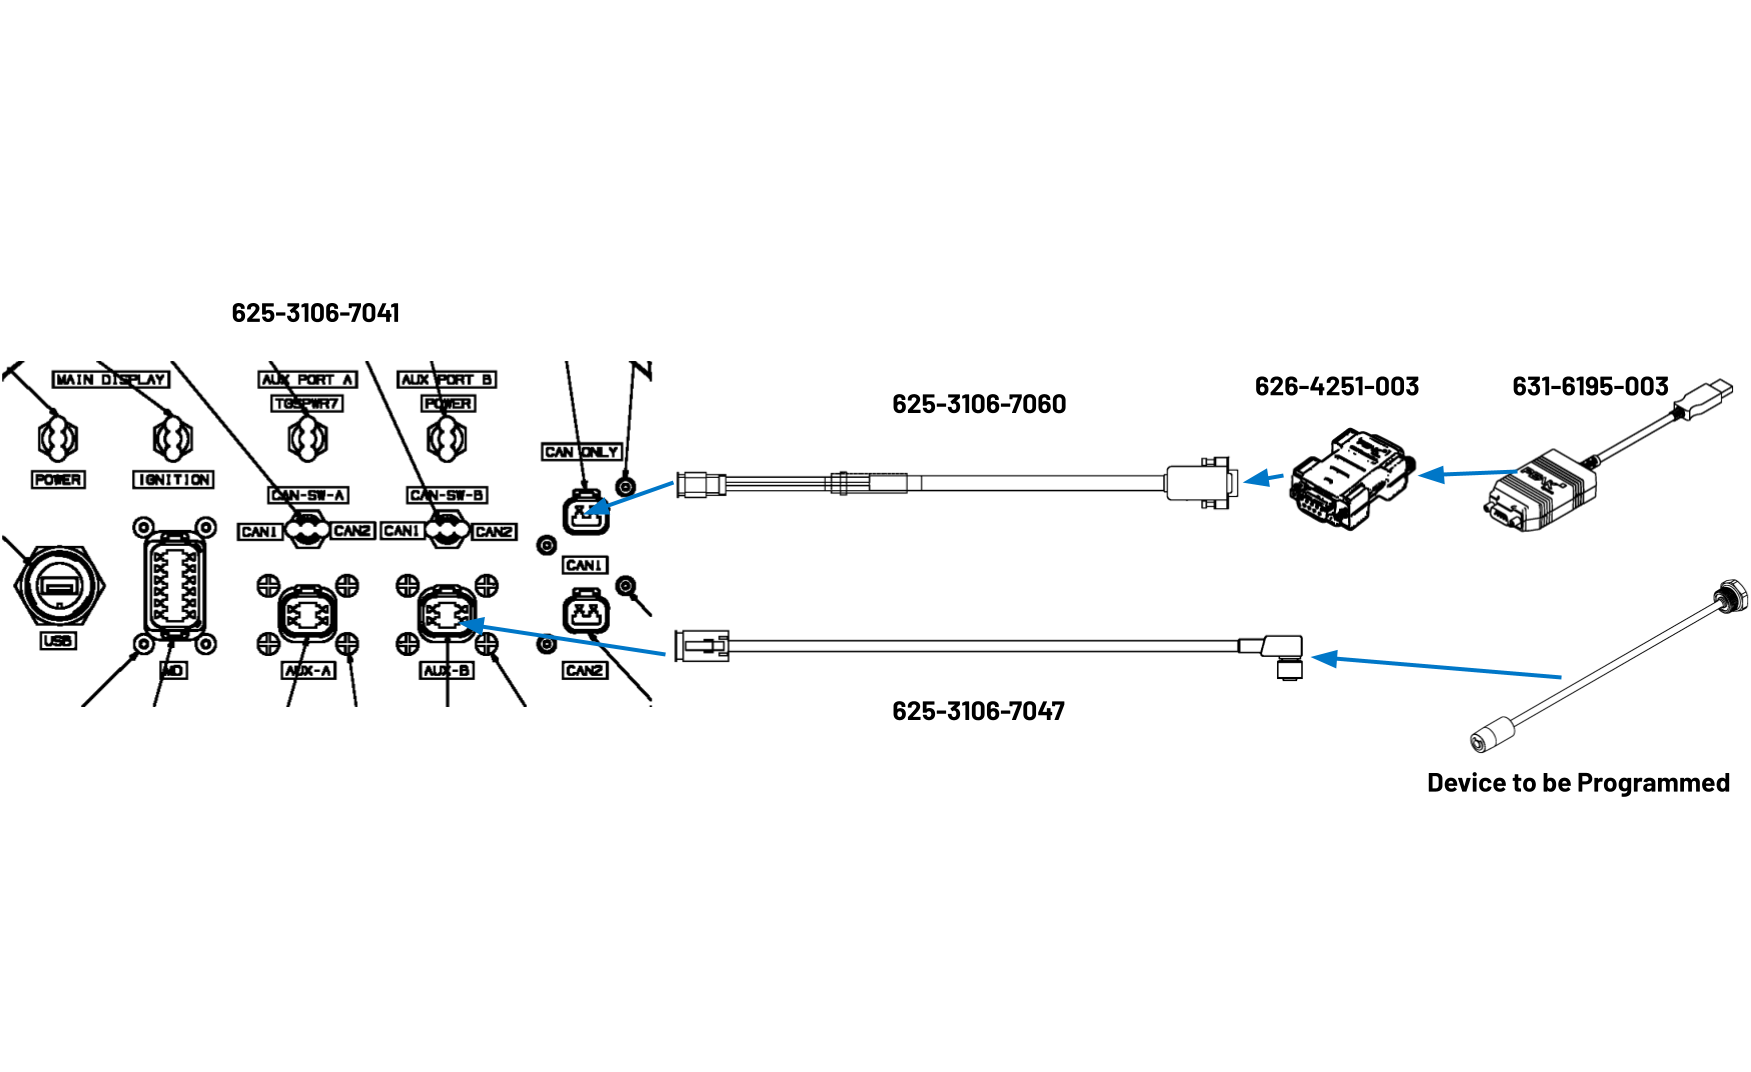 625-3106-7041
MAIN DISPLAY
AUX PORT A
AUX PORT B
TGSPWR7
POWER
CAN ONLY
POWER
IGNITION
CAN-SW-A
CAN-SW-B
CAN1
CAN2
CAN1
CAN2
CAN1
USB
MD
AUX-A
AUX-B
CAN2
625-3106-7060
626-4251-003
631-6195-003
625-3106-7047
Device to be Programmed